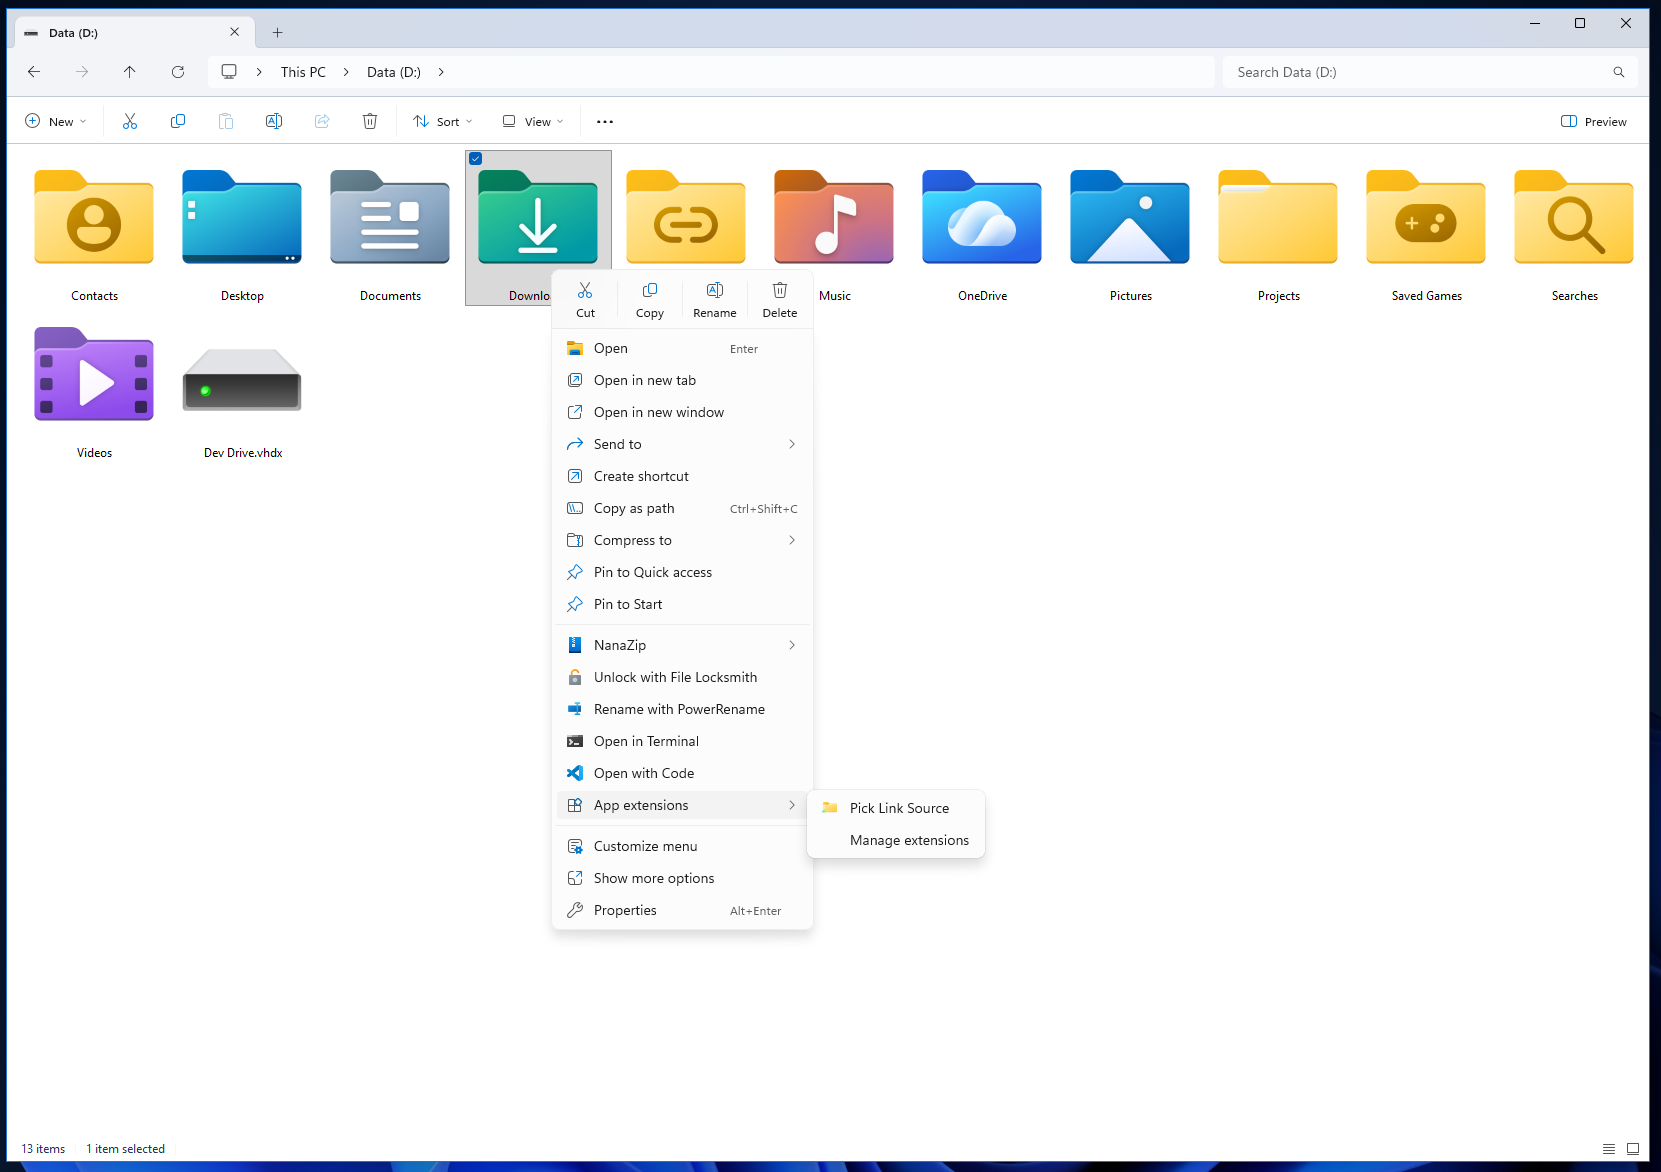 Data (D:)
This PC
Data (D:)
Search Data (D:)
New
Sort
View
Preview
Contacts
Desktop
Documents
Downlo
Music
OneDrive
Pictures
Projects
Saved Games
Searches
Videos
Dev Drive.vhdx
Cut
Copy
Rename
Delete
Open Enter
Open in new tab
Open in new window
Send to
Create shortcut
Copy as path Ctrl+Shift+C
Compress to
Pin to Quick access
Pin to Start
NanaZip
Unlock with File Locksmith
Rename with PowerRename
Open in Terminal
Open with Code
App extensions
Pick Link Source
Manage extensions
Customize menu
Show more options
Properties Alt+Enter
13 items 1 item selected